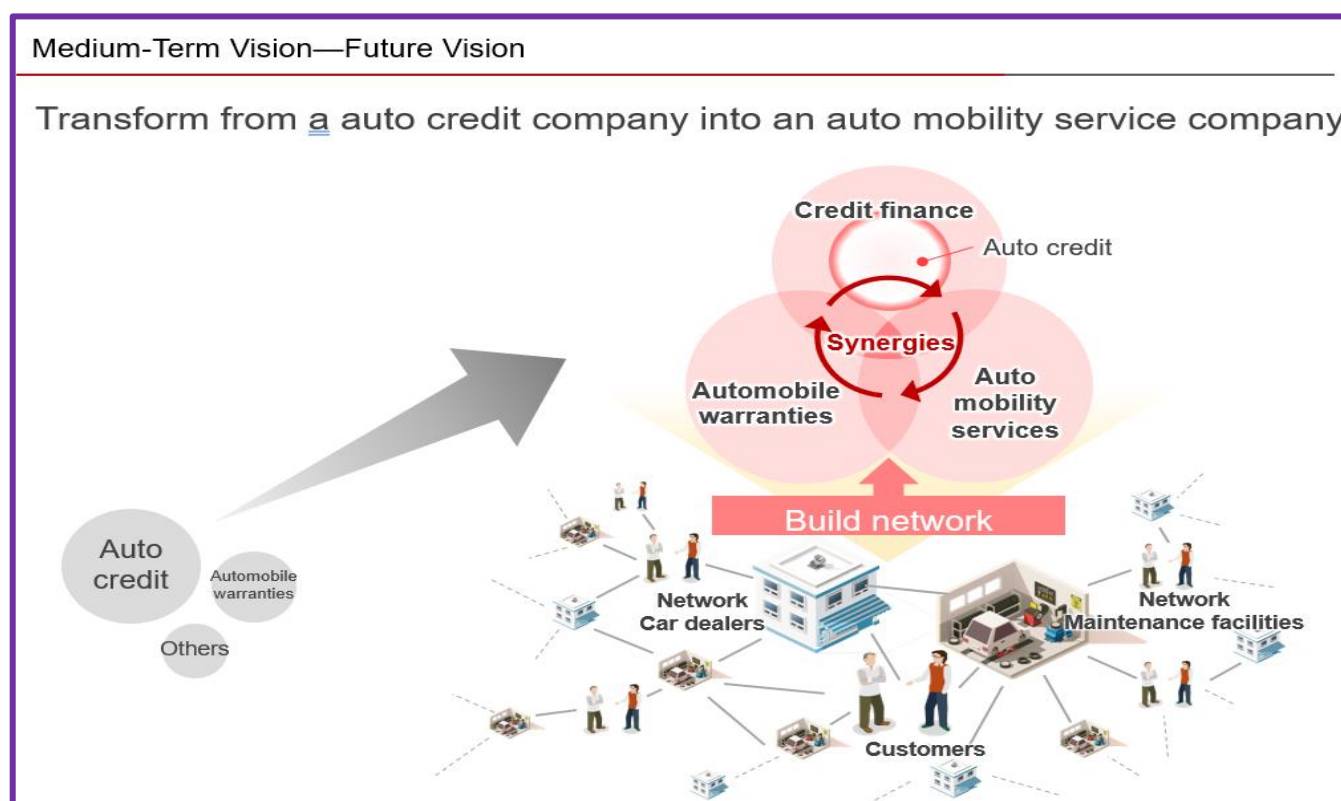 Medium-Term Vision—Future Vision
Transform from a auto credit company into an auto mobility service company
Credit finance
Auto credit
Synergies
Automobile
warranties
Auto
mobility
services
Build network
Auto
credit
Automobile
warranties
Others
Network
Car dealers
Network
Maintenance facilities
Customers